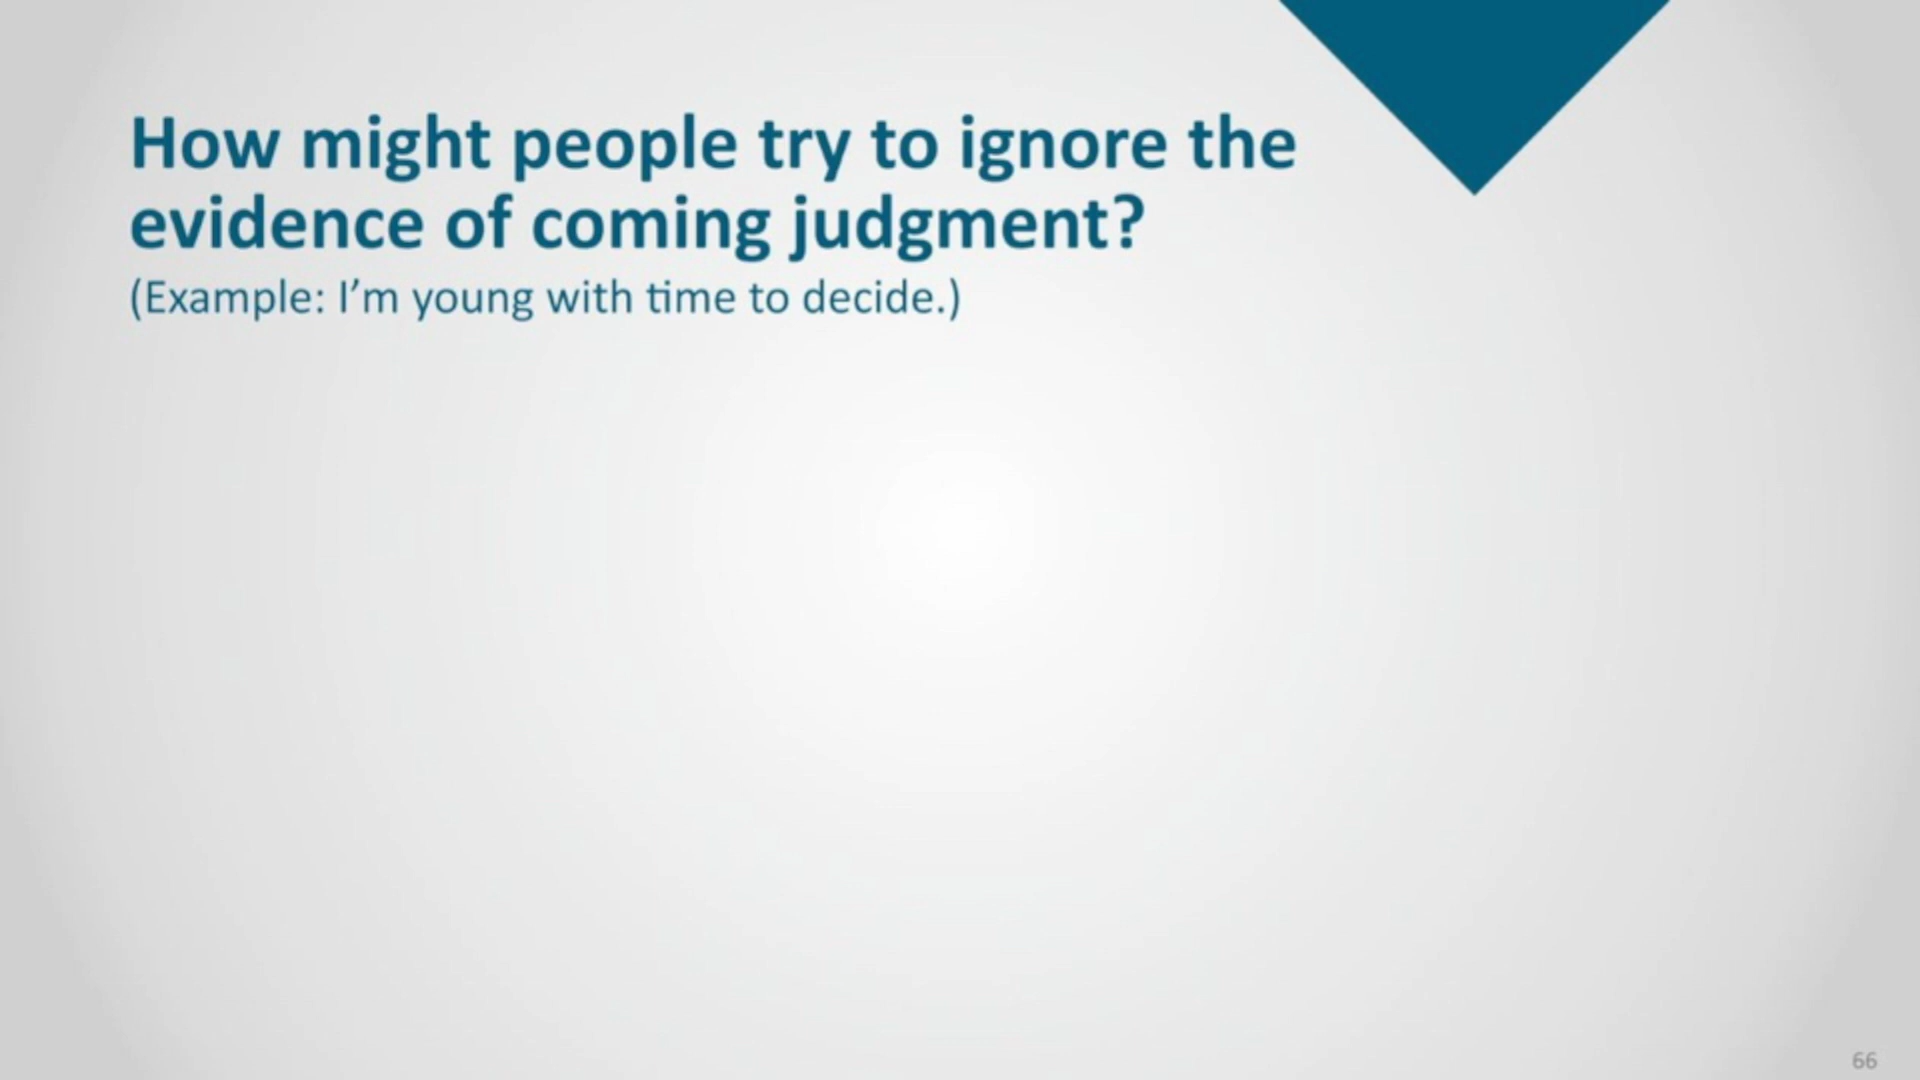 How might people try to ignore the
evidence of coming judgment?
(Example: I’m young with time to decide.)
66